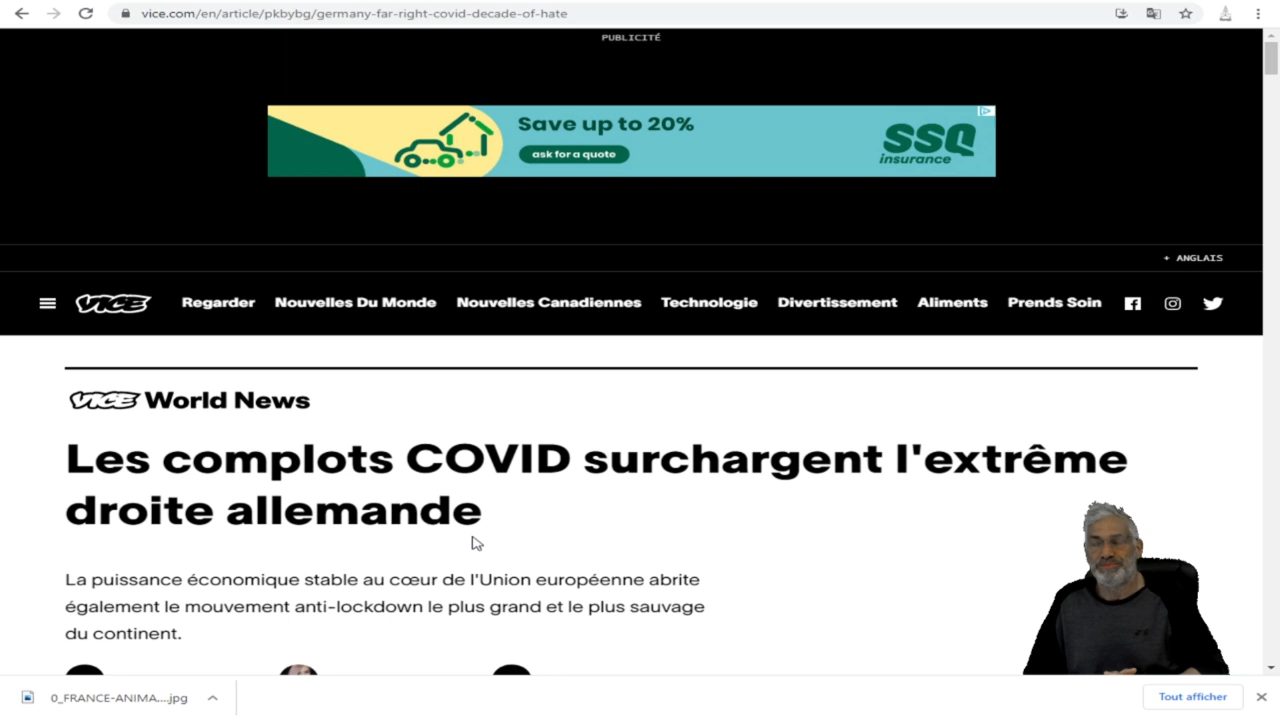 vice.com/en/article/pkbybg/germany-far-right-covid-decade-of-hate
PUBLICITÉ
Save up to 20%
ask for a quote
SSQ
insurance
+ ANGLAIS
VICE
Regarder Nouvelles Du Monde Nouvelles Canadiennes Technologie Divertissement Aliments Prends Soin
VICE World News
Les complots COVID surchargent l'extrême
droite allemande
La puissance économique stable au cœur de l'Union européenne abrite
également le mouvement anti-lockdown le plus grand et le plus sauvage
du continent.
0_FRANCE-ANIMA....jpg
Tout afficher